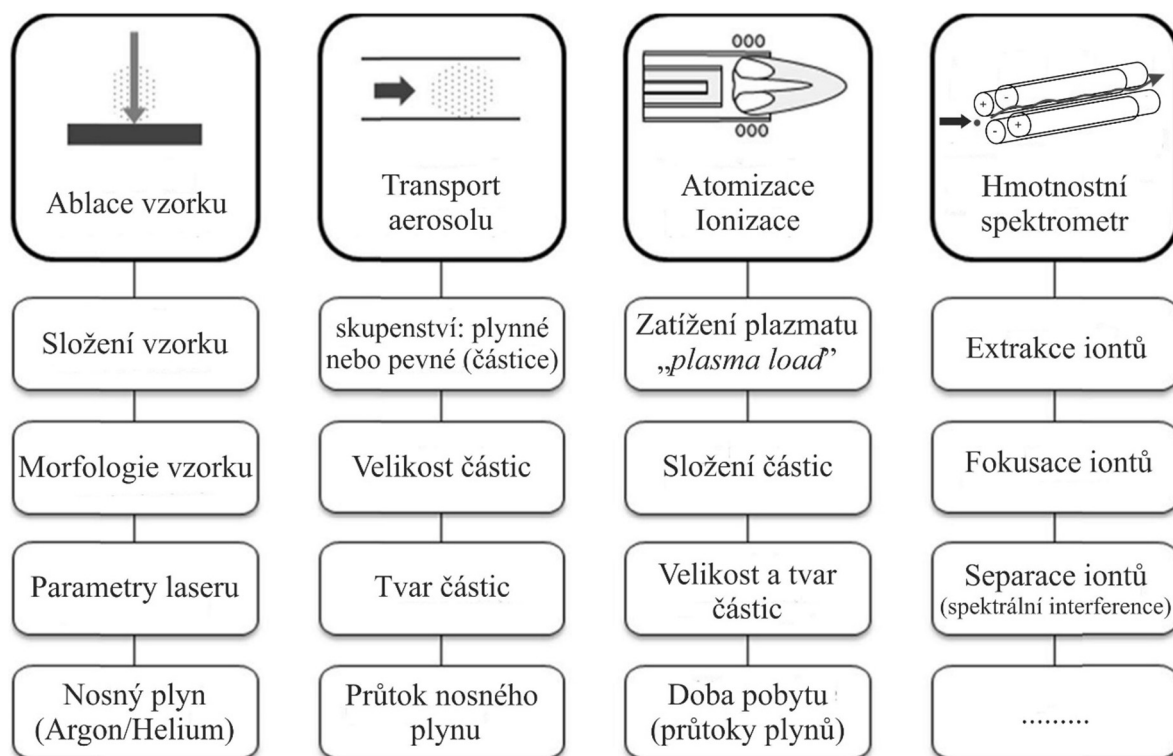 Ablace vzorku
Složení vzorku
Morfologie vzorku
Parametry laseru
Nosný plyn
(Argon/Helium)
Transport
aerosolu
skupenství: plynné
nebo pevné (částice)
Velikost částic
Tvar částic
Průtok nosného
plynu
Atomizace
Ionizace
Zatížení plazmatu
„plasma load”
Složení částic
Velikost a tvar
částic
Doba pobytu
(průtoky plynů)
+
-
-
+
Hmotnostní
spektrometr
Extrakce iontů
Fokusace iontů
Separace iontů
(spektrální interference)
.........